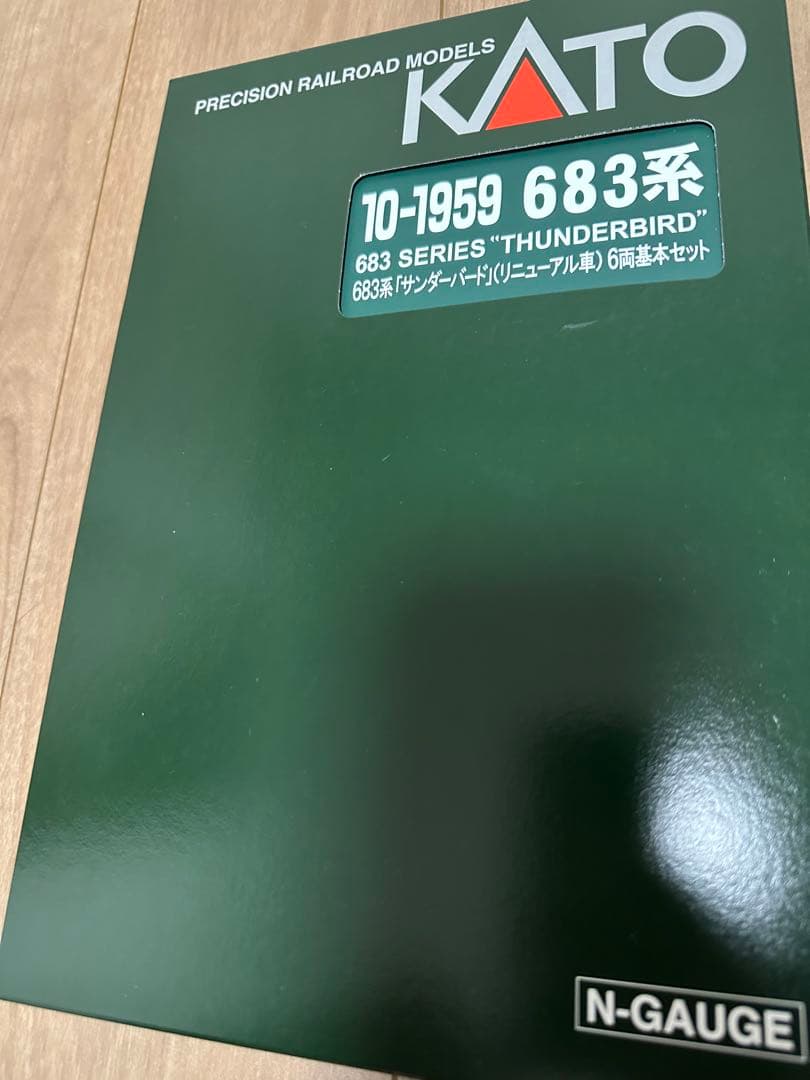 PRECISION RAILROAD MODELS
KATO
10-1959 683系
683 SERIES "THUNDERBIRD"
683系「サンダーバード」(リニューアル車) 6両基本セット
N-GAUGE